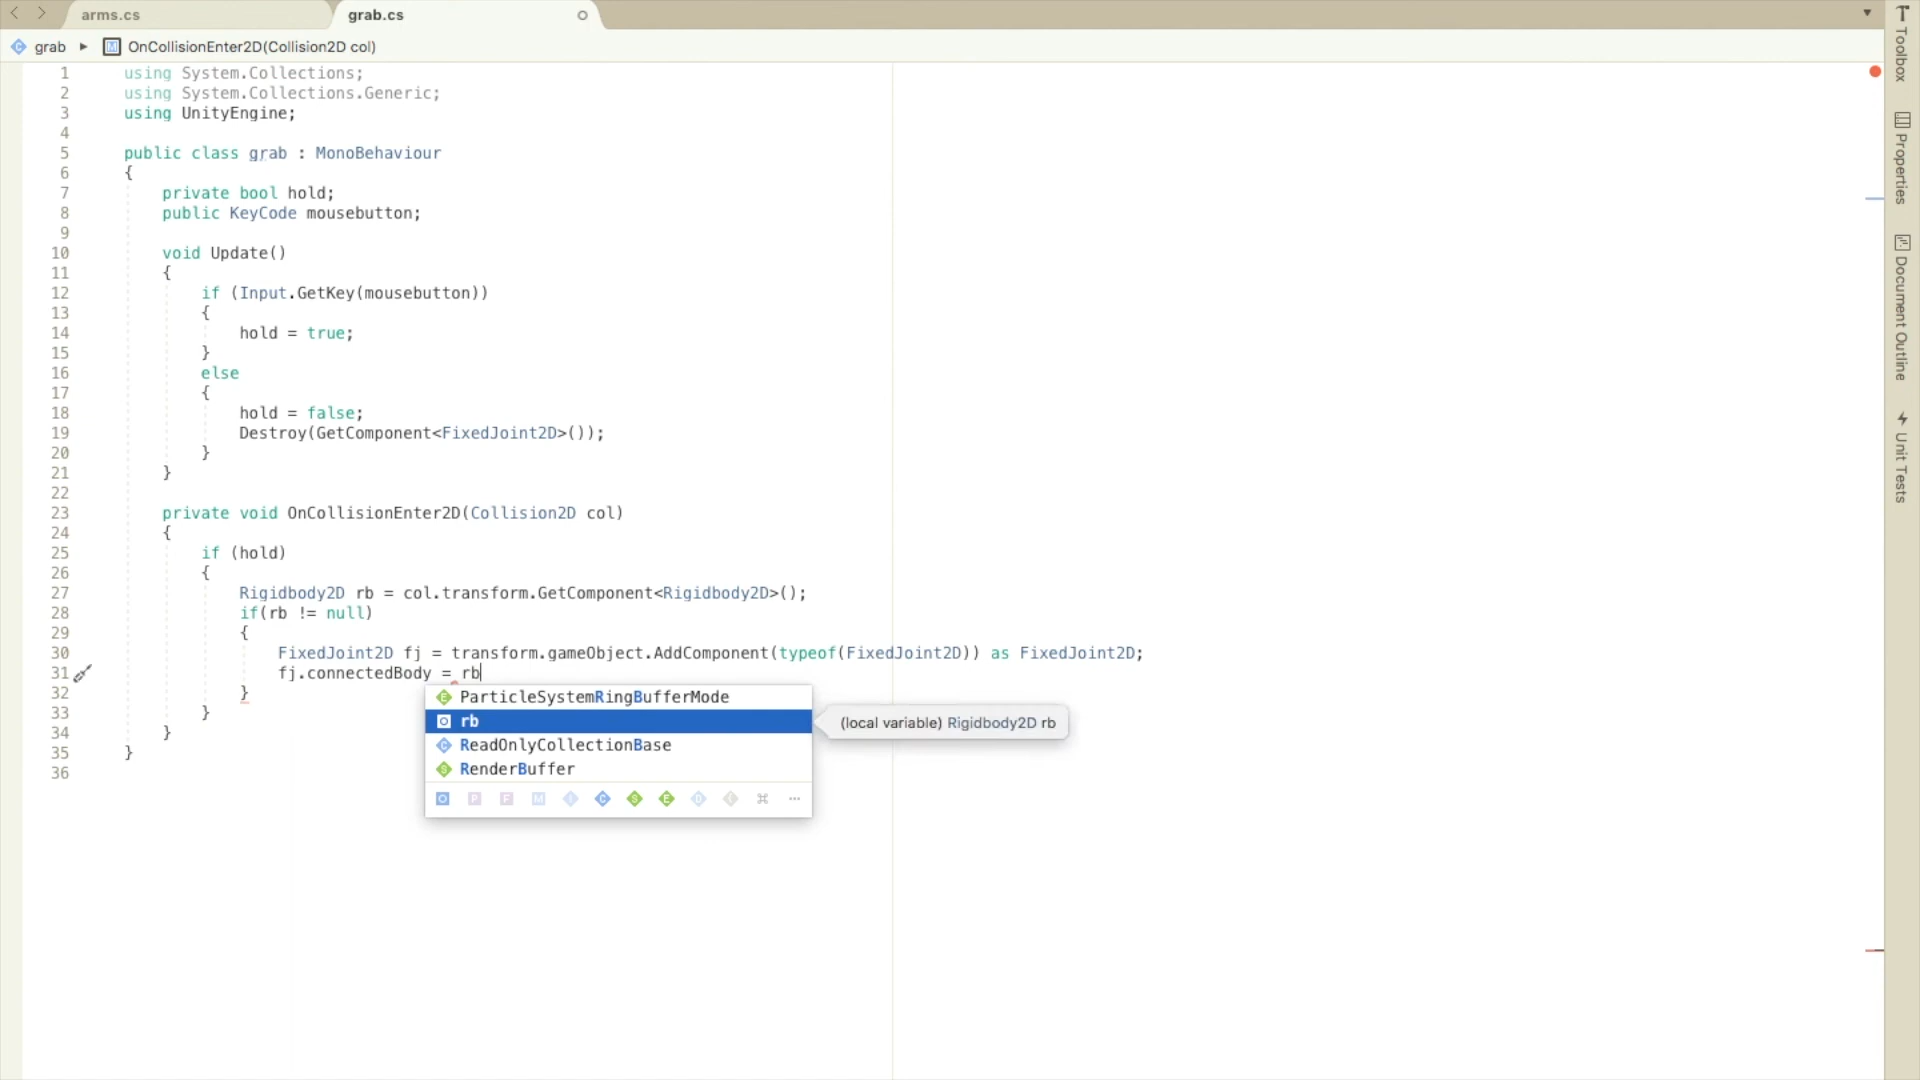 arms.cs
grab.cs
grab ▸ OnCollisionEnter2D(Collision2D col)
1 using System.Collections;
2 using System.Collections.Generic;
3 using UnityEngine;
4
5 public class grab : MonoBehaviour
6 {
7 private bool hold;
8 public KeyCode mousebutton;
9
10 void Update()
11 {
12 if (Input.GetKey(mousebutton))
13 {
14 hold = true;
15 }
16 else
17 {
18 hold = false;
19 Destroy(GetComponent<FixedJoint2D>());
20 }
21 }
22
23 private void OnCollisionEnter2D(Collision2D col)
24 {
25 if (hold)
26 {
27 Rigidbody2D rb = col.transform.GetComponent<Rigidbody2D>();
28 if(rb != null)
29 {
30 FixedJoint2D fj = transform.gameObject.AddComponent(typeof(FixedJoint2D)) as FixedJoint2D;
31 fj.connectedBody = rb
32 }
33 }
34 }
35 }
36
ParticleSystemRingBufferMode
rb
ReadOnlyCollectionBase
RenderBuffer
(local variable) Rigidbody2D rb
Toolbox
Properties
Document Outline
Unit Tests